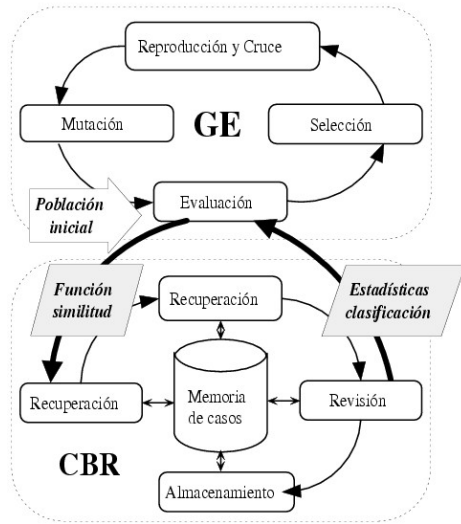 Reproducción y Cruce
Mutación
GE
Selección
Población
inicial
Evaluación
Función
similitud
Recuperación
Estadísticas
clasificación
Recuperación
Memoria
de casos
Revisión
CBR
Almacenamiento